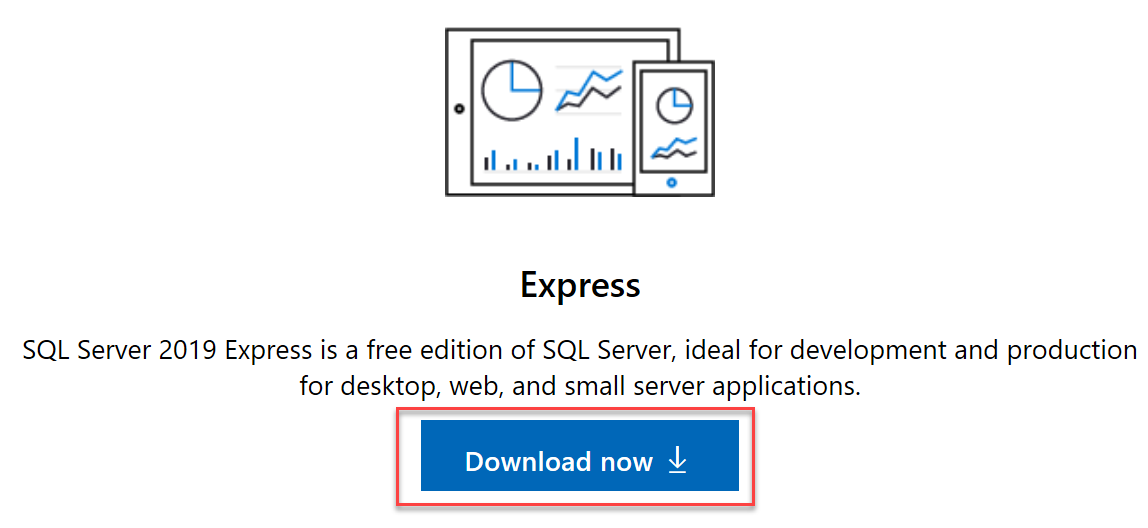 Express
SQL Server 2019 Express is a free edition of SQL Server, ideal for development and production
for desktop, web, and small server applications.
Download now